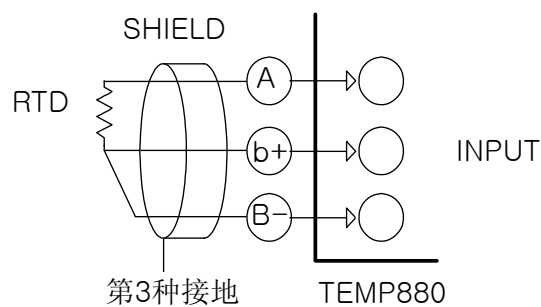 SHIELD
RTD
A
b+
B-
INPUT
第3种接地
TEMP880